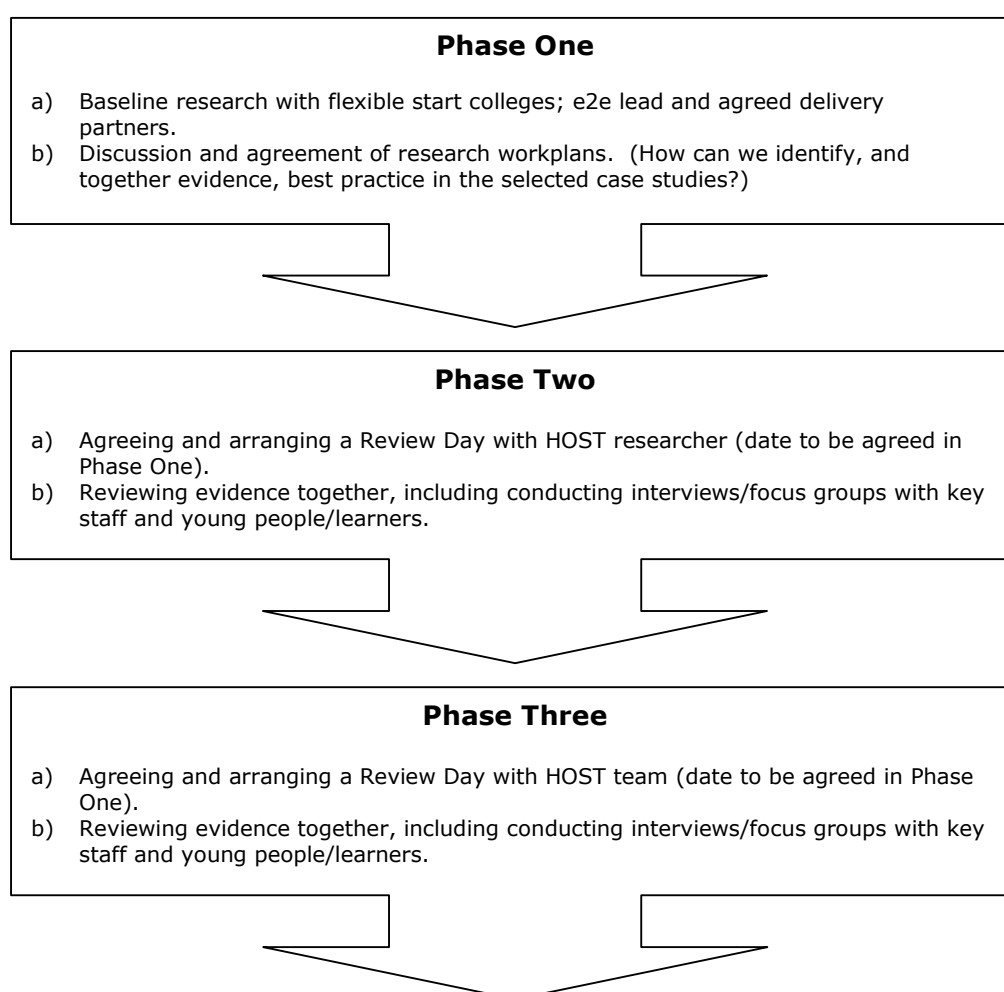 Phase One
a) Baseline research with flexible start colleges; e2e lead and agreed delivery
partners.
b) Discussion and agreement of research workplans. (How can we identify, and
together evidence, best practice in the selected case studies?)
Phase Two
a) Agreeing and arranging a Review Day with HOST researcher (date to be agreed in
Phase One).
b) Reviewing evidence together, including conducting interviews/focus groups with key
staff and young people/learners.
Phase Three
a) Agreeing and arranging a Review Day with HOST team (date to be agreed in Phase
One).
b) Reviewing evidence together, including conducting interviews/focus groups with key
staff and young people/learners.